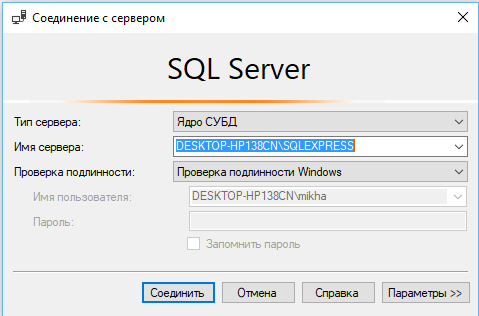 Соединение с сервером
SQL Server
Тип сервера: Ядро СУБД
Имя сервера: DESKTOP-HP138CN\SQLEXPRESS
Проверка подлинности: Проверка подлинности Windows
Имя пользователя: DESKTOP-HP138CN\mikha
Пароль:
Запомнить пароль
Соединить Отмена Справка Параметры >>